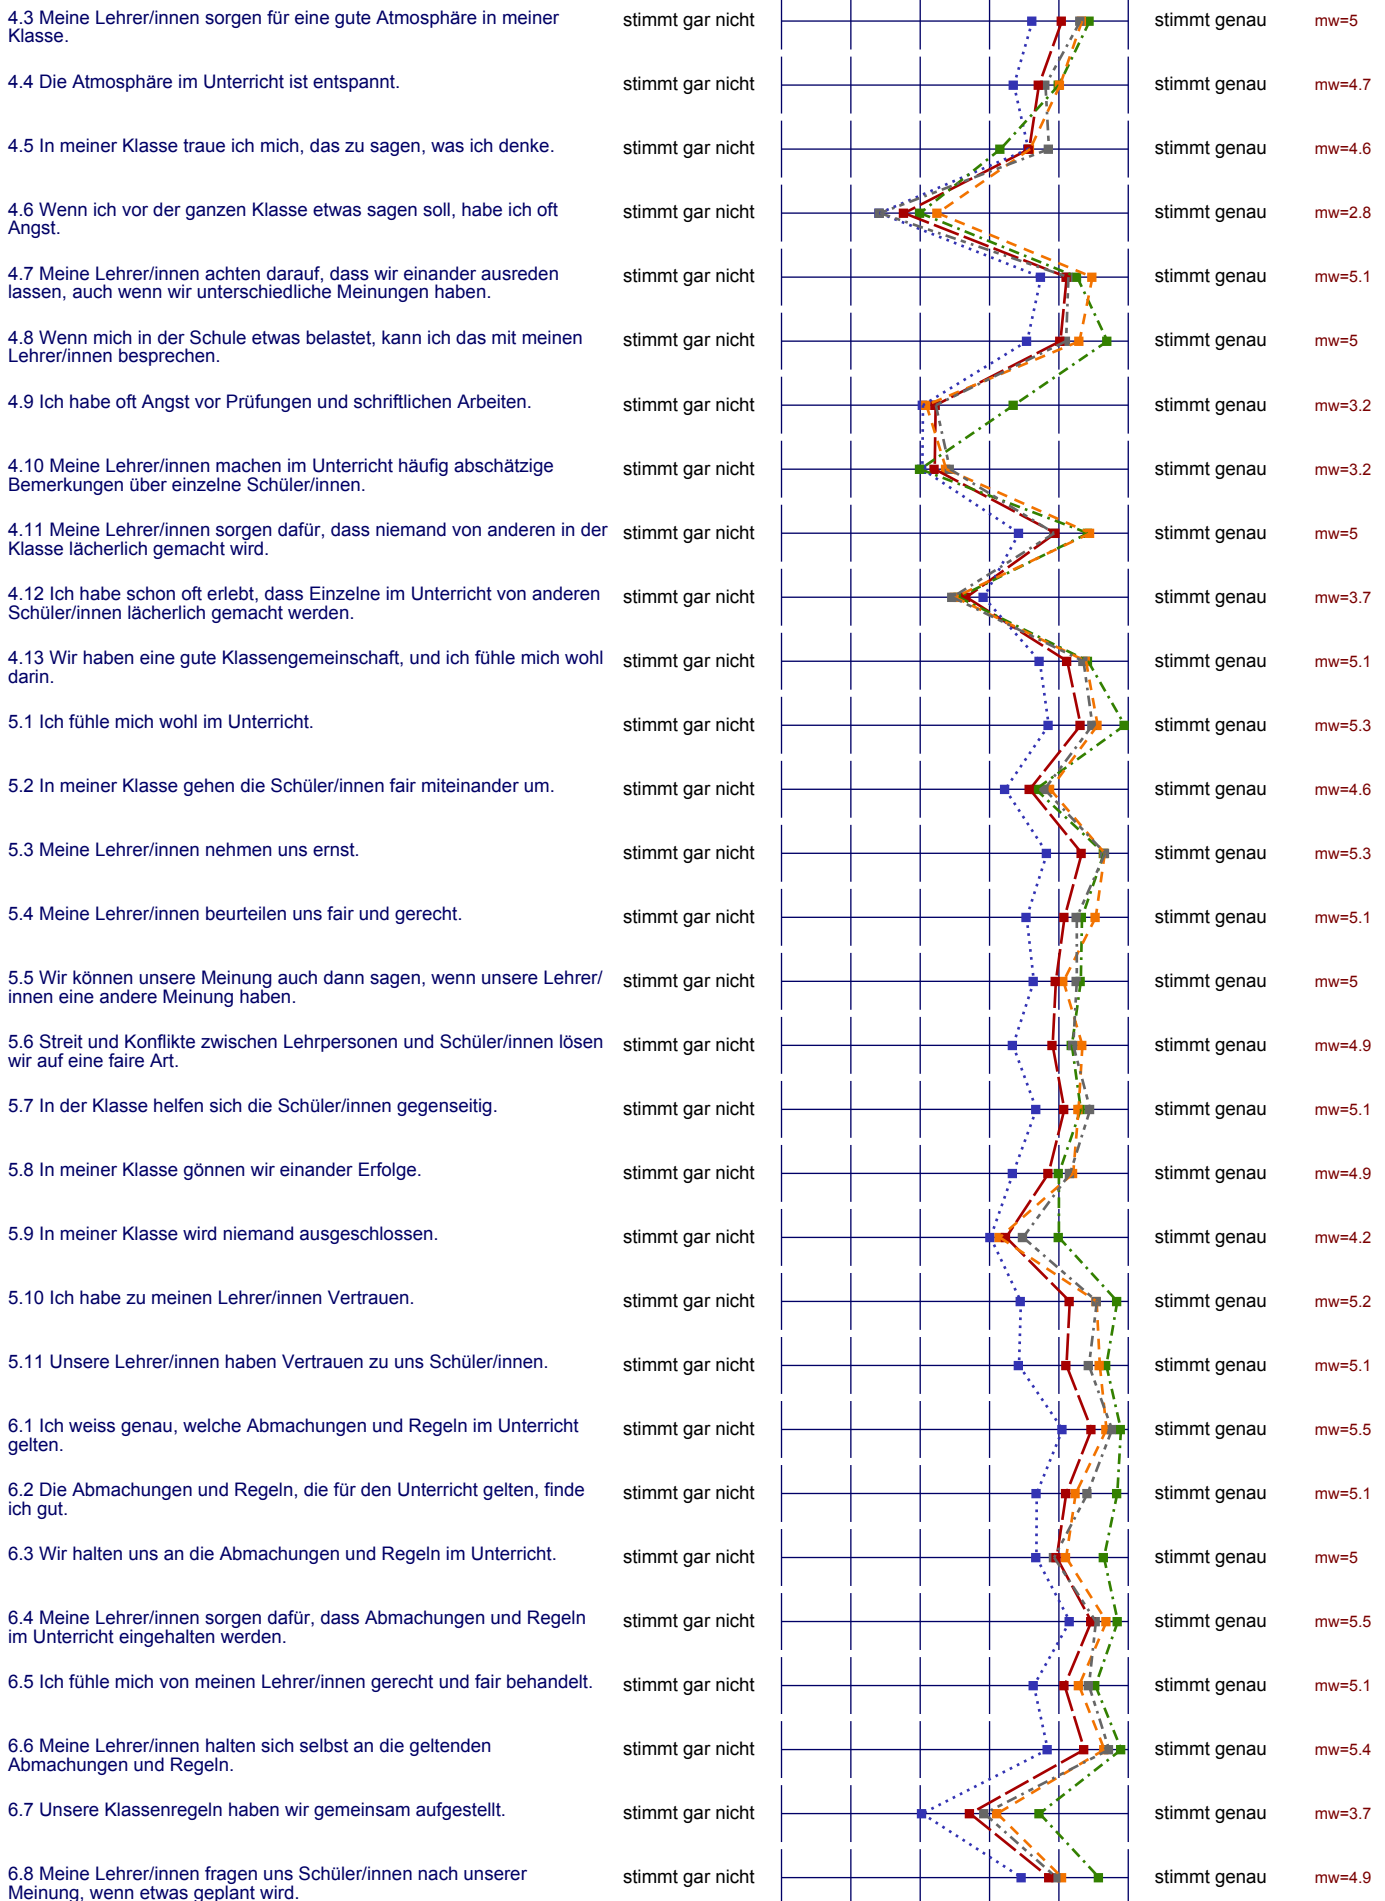 4.3 Meine Lehrer/innen sorgen für eine gute Atmosphäre in meiner
Klasse.
stimmt gar nicht
stimmt genau
mw=5
4.4 Die Atmosphäre im Unterricht ist entspannt.
stimmt gar nicht
stimmt genau
mw=4.7
4.5 In meiner Klasse traue ich mich, das zu sagen, was ich denke.
stimmt gar nicht
stimmt genau
mw=4.6
4.6 Wenn ich vor der ganzen Klasse etwas sagen soll, habe ich oft
Angst.
stimmt gar nicht
stimmt genau
mw=2.8
4.7 Meine Lehrer/innen achten darauf, dass wir einander ausreden
lassen, auch wenn wir unterschiedliche Meinungen haben.
stimmt gar nicht
stimmt genau
mw=5.1
4.8 Wenn mich in der Schule etwas belastet, kann ich das mit meinen
Lehrer/innen besprechen.
stimmt gar nicht
stimmt genau
mw=5
4.9 Ich habe oft Angst vor Prüfungen und schriftlichen Arbeiten.
stimmt gar nicht
stimmt genau
mw=3.2
4.10 Meine Lehrer/innen machen im Unterricht häufig abschätzige
Bemerkungen über einzelne Schüler/innen.
stimmt gar nicht
stimmt genau
mw=3.2
4.11 Meine Lehrer/innen sorgen dafür, dass niemand von anderen in der
Klasse lächerlich gemacht wird.
stimmt gar nicht
stimmt genau
mw=5
4.12 Ich habe schon oft erlebt, dass Einzelne im Unterricht von anderen
Schüler/innen lächerlich gemacht werden.
stimmt gar nicht
stimmt genau
mw=3.7
4.13 Wir haben eine gute Klassengemeinschaft, und ich fühle mich wohl
darin.
stimmt gar nicht
stimmt genau
mw=5.1
5.1 Ich fühle mich wohl im Unterricht.
stimmt gar nicht
stimmt genau
mw=5.3
5.2 In meiner Klasse gehen die Schüler/innen fair miteinander um.
stimmt gar nicht
stimmt genau
mw=4.6
5.3 Meine Lehrer/innen nehmen uns ernst.
stimmt gar nicht
stimmt genau
mw=5.3
5.4 Meine Lehrer/innen beurteilen uns fair und gerecht.
stimmt gar nicht
stimmt genau
mw=5.1
5.5 Wir können unsere Meinung auch dann sagen, wenn unsere Lehrer/
innen eine andere Meinung haben.
stimmt gar nicht
stimmt genau
mw=5
5.6 Streit und Konflikte zwischen Lehrpersonen und Schüler/innen lösen
wir auf eine faire Art.
stimmt gar nicht
stimmt genau
mw=4.9
5.7 In der Klasse helfen sich die Schüler/innen gegenseitig.
stimmt gar nicht
stimmt genau
mw=5.1
5.8 In meiner Klasse gönnen wir einander Erfolge.
stimmt gar nicht
stimmt genau
mw=4.9
5.9 In meiner Klasse wird niemand ausgeschlossen.
stimmt gar nicht
stimmt genau
mw=4.2
5.10 Ich habe zu meinen Lehrer/innen Vertrauen.
stimmt gar nicht
stimmt genau
mw=5.2
5.11 Unsere Lehrer/innen haben Vertrauen zu uns Schüler/innen.
stimmt gar nicht
stimmt genau
mw=5.1
6.1 Ich weiss genau, welche Abmachungen und Regeln im Unterricht
gelten.
stimmt gar nicht
stimmt genau
mw=5.5
6.2 Die Abmachungen und Regeln, die für den Unterricht gelten, finde
ich gut.
stimmt gar nicht
stimmt genau
mw=5.1
6.3 Wir halten uns an die Abmachungen und Regeln im Unterricht.
stimmt gar nicht
stimmt genau
mw=5
6.4 Meine Lehrer/innen sorgen dafür, dass Abmachungen und Regeln
im Unterricht eingehalten werden.
stimmt gar nicht
stimmt genau
mw=5.5
6.5 Ich fühle mich von meinen Lehrer/innen gerecht und fair behandelt.
stimmt gar nicht
stimmt genau
mw=5.1
6.6 Meine Lehrer/innen halten sich selbst an die geltenden
Abmachungen und Regeln.
stimmt gar nicht
stimmt genau
mw=5.4
6.7 Unsere Klassenregeln haben wir gemeinsam aufgestellt.
stimmt gar nicht
stimmt genau
mw=3.7
6.8 Meine Lehrer/innen fragen uns Schüler/innen nach unserer
Meinung, wenn etwas geplant wird.
stimmt gar nicht
stimmt genau
mw=4.9